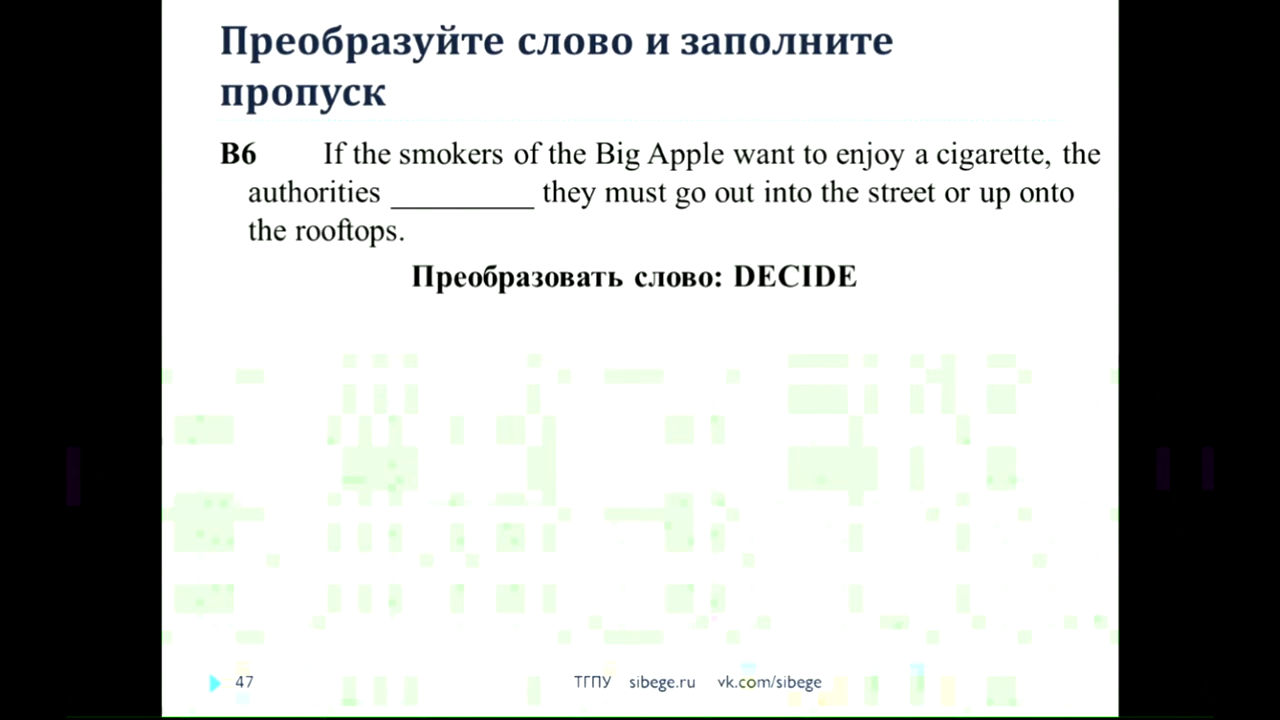 Преобразуйте слово и заполните
пропуск
B6 If the smokers of the Big Apple want to enjoy a cigarette, the
authorities _________ they must go out into the street or up onto
the rooftops.
Преобразовать слово: DECIDE
47 ТГПУ sibege.ru vk.com/sibege